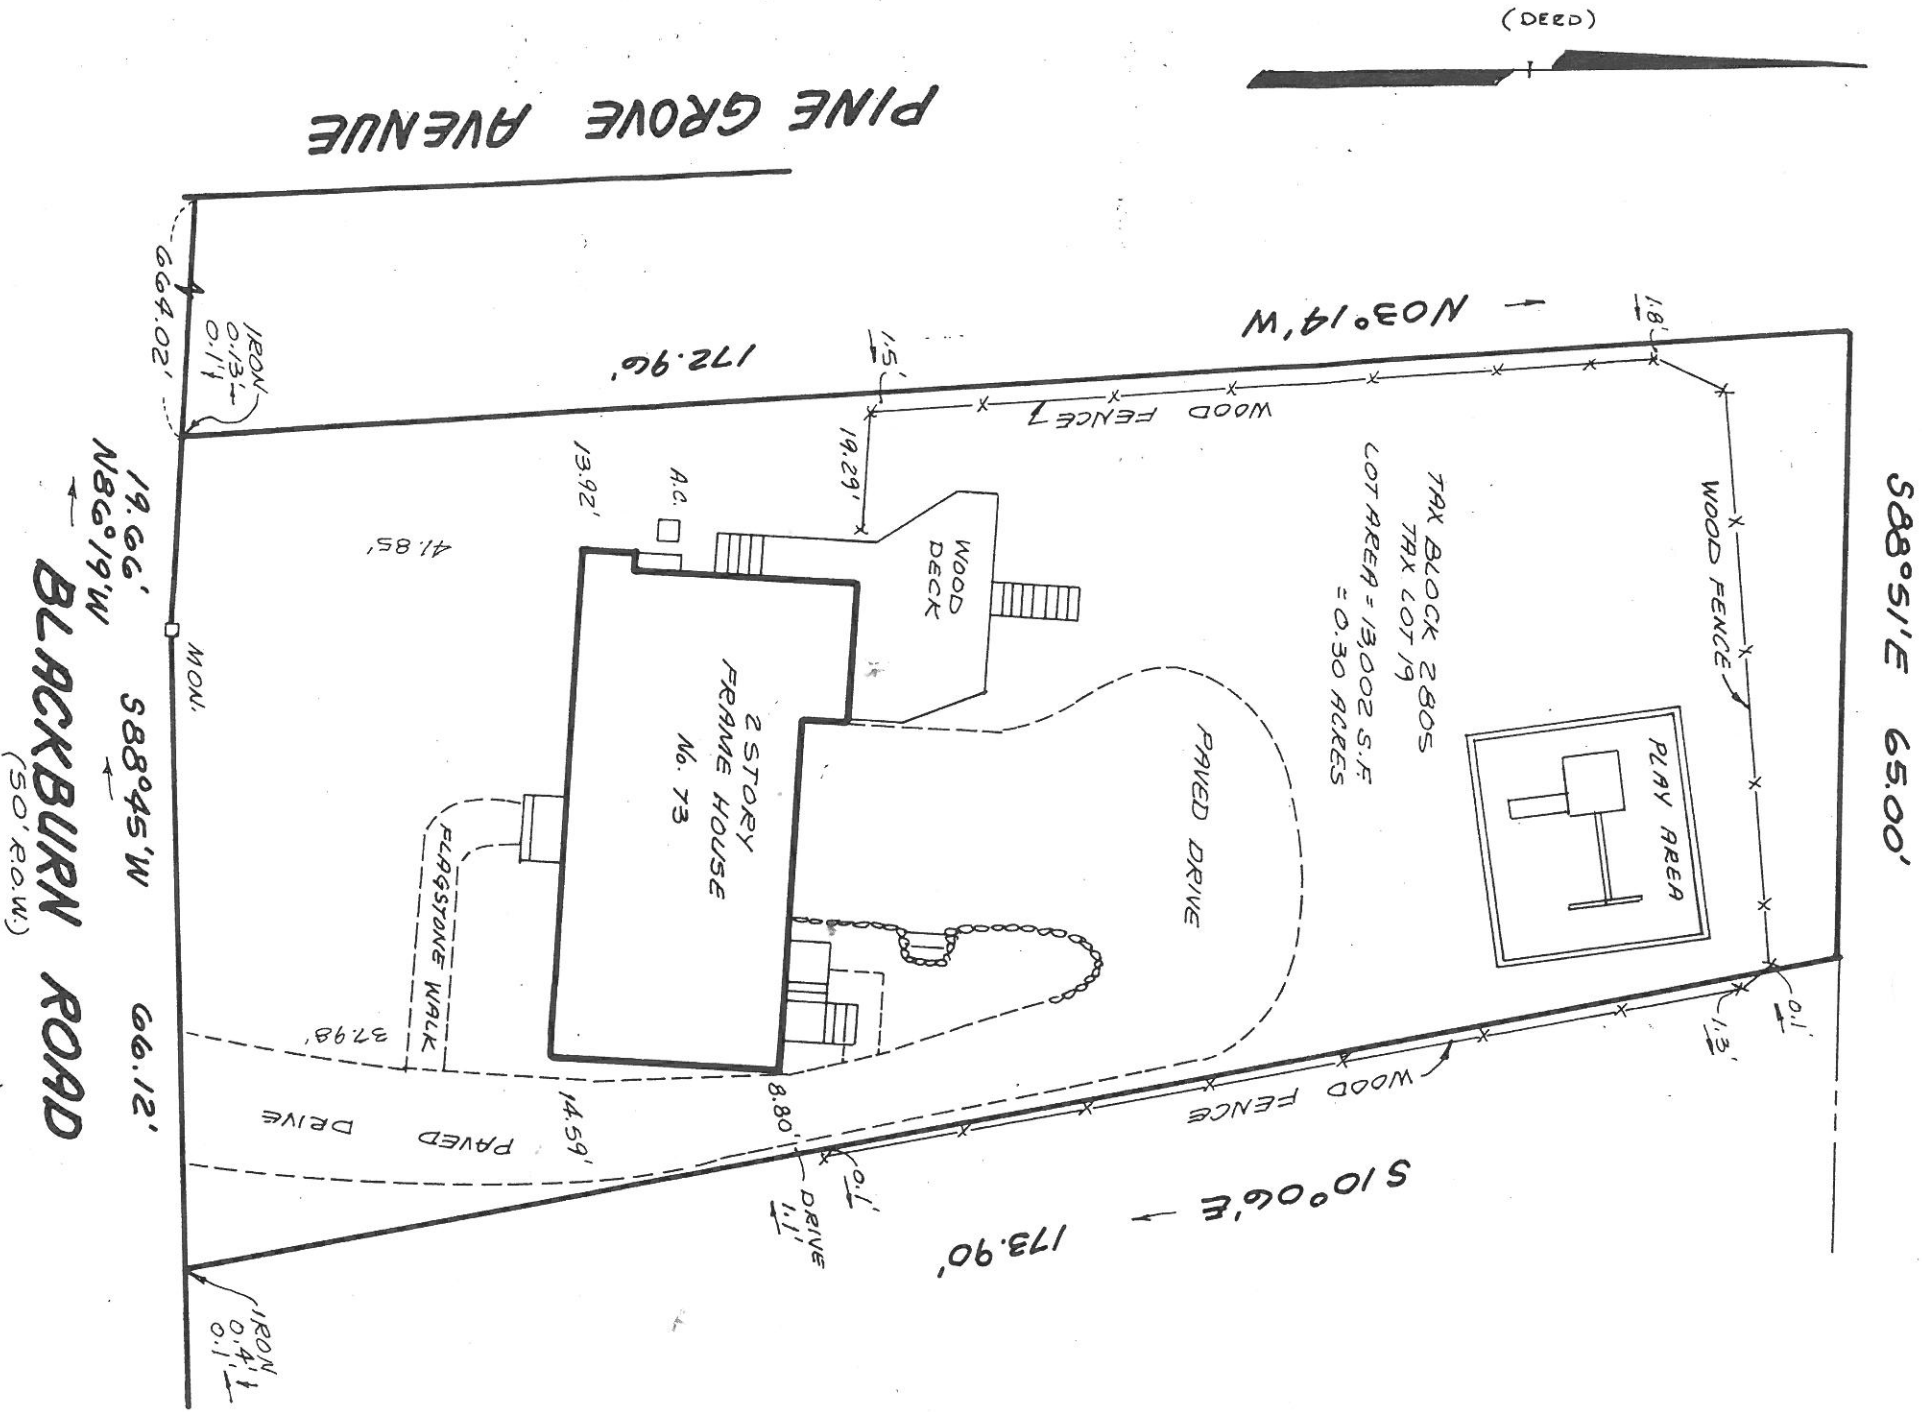 (DEED)
PINE GROVE AVENUE
S88°51'E 65.00'
N03°14'W
172.96'
1.8'
1.5'
WOOD FENCE
WOOD FENCE
TAX BLOCK 2805
TAX LOT 19
LOT AREA = 13,002 S.F.
= 0.30 ACRES
PLAY AREA
19.29'
WOOD
DECK
A.C.
13.92'
41.85'
PAVED DRIVE
2 STORY
FRAME HOUSE
No. 73
FLAGSTONE WALK
37.98'
14.59'
8.80'
PAVED DRIVE
WOOD FENCE
0.1'
1.3'
0.1'
DRIVE
1.1'
S10°06'E
173.90'
IRON
0.13'
0.1'
664.02'
MON.
IRON
0.4'
0.1'
19.66'
N86°19'W
S88°45'W 66.12'
BLACKBURN ROAD
(50' R.O.W.)